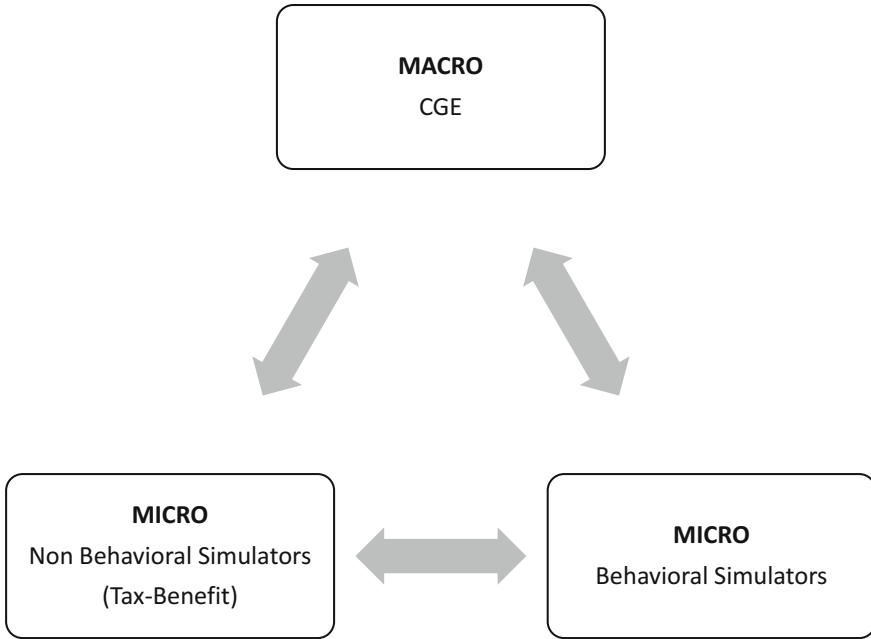 MACRO
CGE
MICRO
Non Behavioral Simulators
(Tax-Benefit)
MICRO
Behavioral Simulators